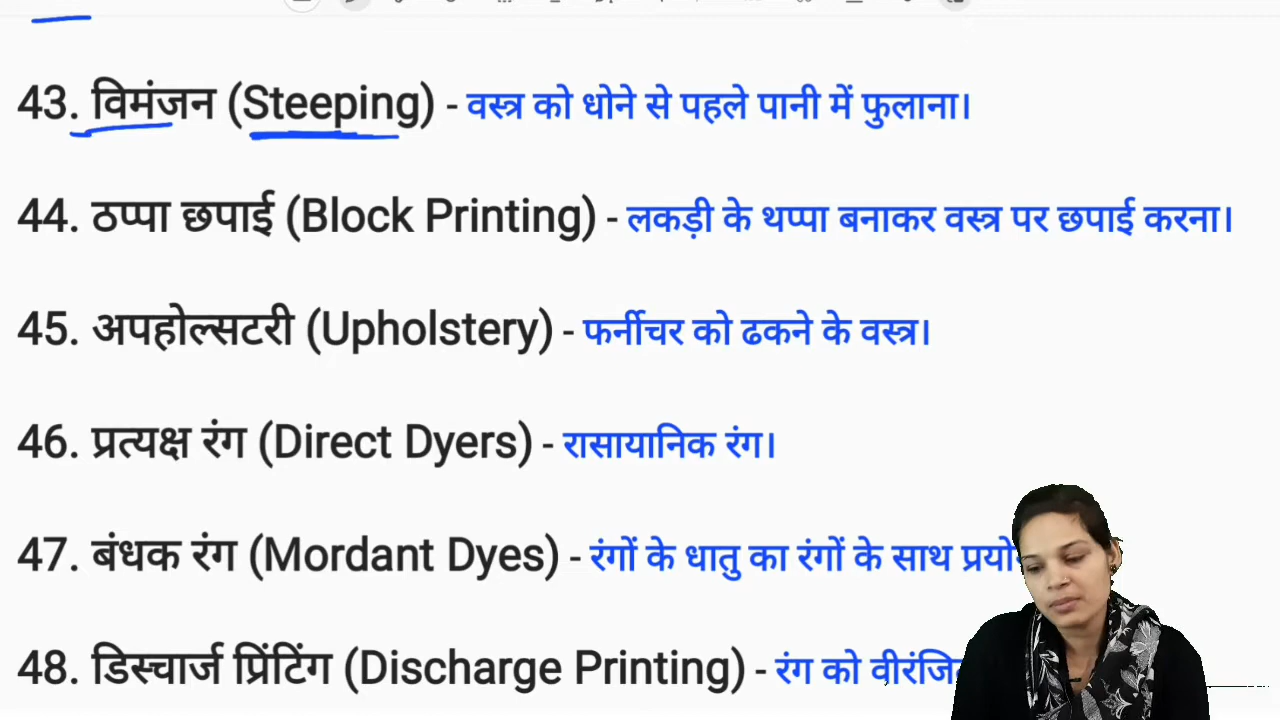 43. विमंजन (Steeping) - वस्त्र को धोने से पहले पानी में फुलाना।
44. ठप्पा छपाई (Block Printing) - लकड़ी के थप्पा बनाकर वस्त्र पर छपाई करना।
45. अपहोल्सटरी (Upholstery) - फर्नीचर को ढकने के वस्त्र।
46. प्रत्यक्ष रंग (Direct Dyers) - रासायानिक रंग।
47. बंधक रंग (Mordant Dyes) - रंगों के धातु का रंगों के साथ
48. डिस्चार्ज प्रिंटिंग (Discharge Printing) - रंग को